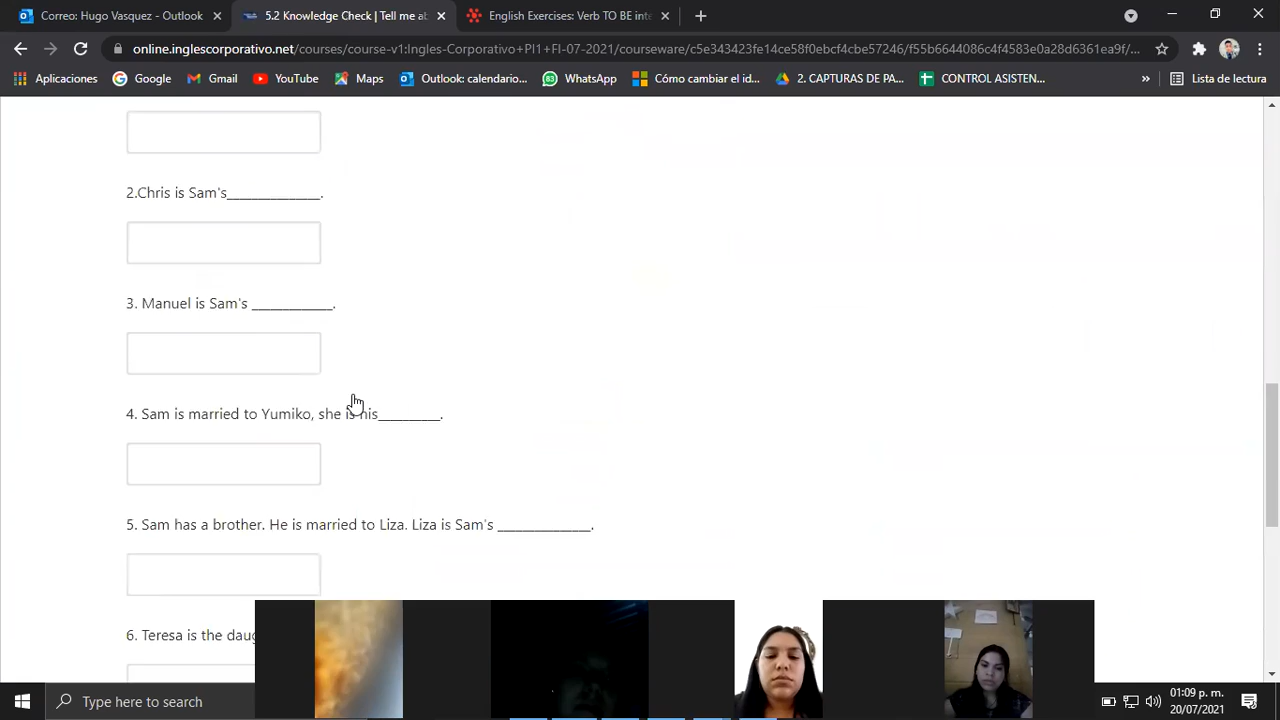 Correo: Hugo Vasquez - Outlook
5.2 Knowledge Check | Tell me ab
English Exercises: Verb TO BE inte
online.inglescorporativo.net/courses/course-v1:Ingles-Corporativo+PI1+FI-07-2021/courseware/c5e343423fe14ce58f0ebcf4cbe57246/f55b6644086c4f4583e0a28d6361ea9f/...
Aplicaciones
Google
Gmail
YouTube
Maps
Outlook: calendario...
83
WhatsApp
Cómo cambiar el id...
2. CAPTURAS DE PA...
CONTROL ASISTEN...
»
Lista de lectura
2.Chris is Sam's______________.
3. Manuel is Sam's ____________.
4. Sam is married to Yumiko, she is his_________.
5. Sam has a brother. He is married to Liza. Liza is Sam's ______________.
6. Teresa is the daug
Type here to search
01:09 p. m.
20/07/2021